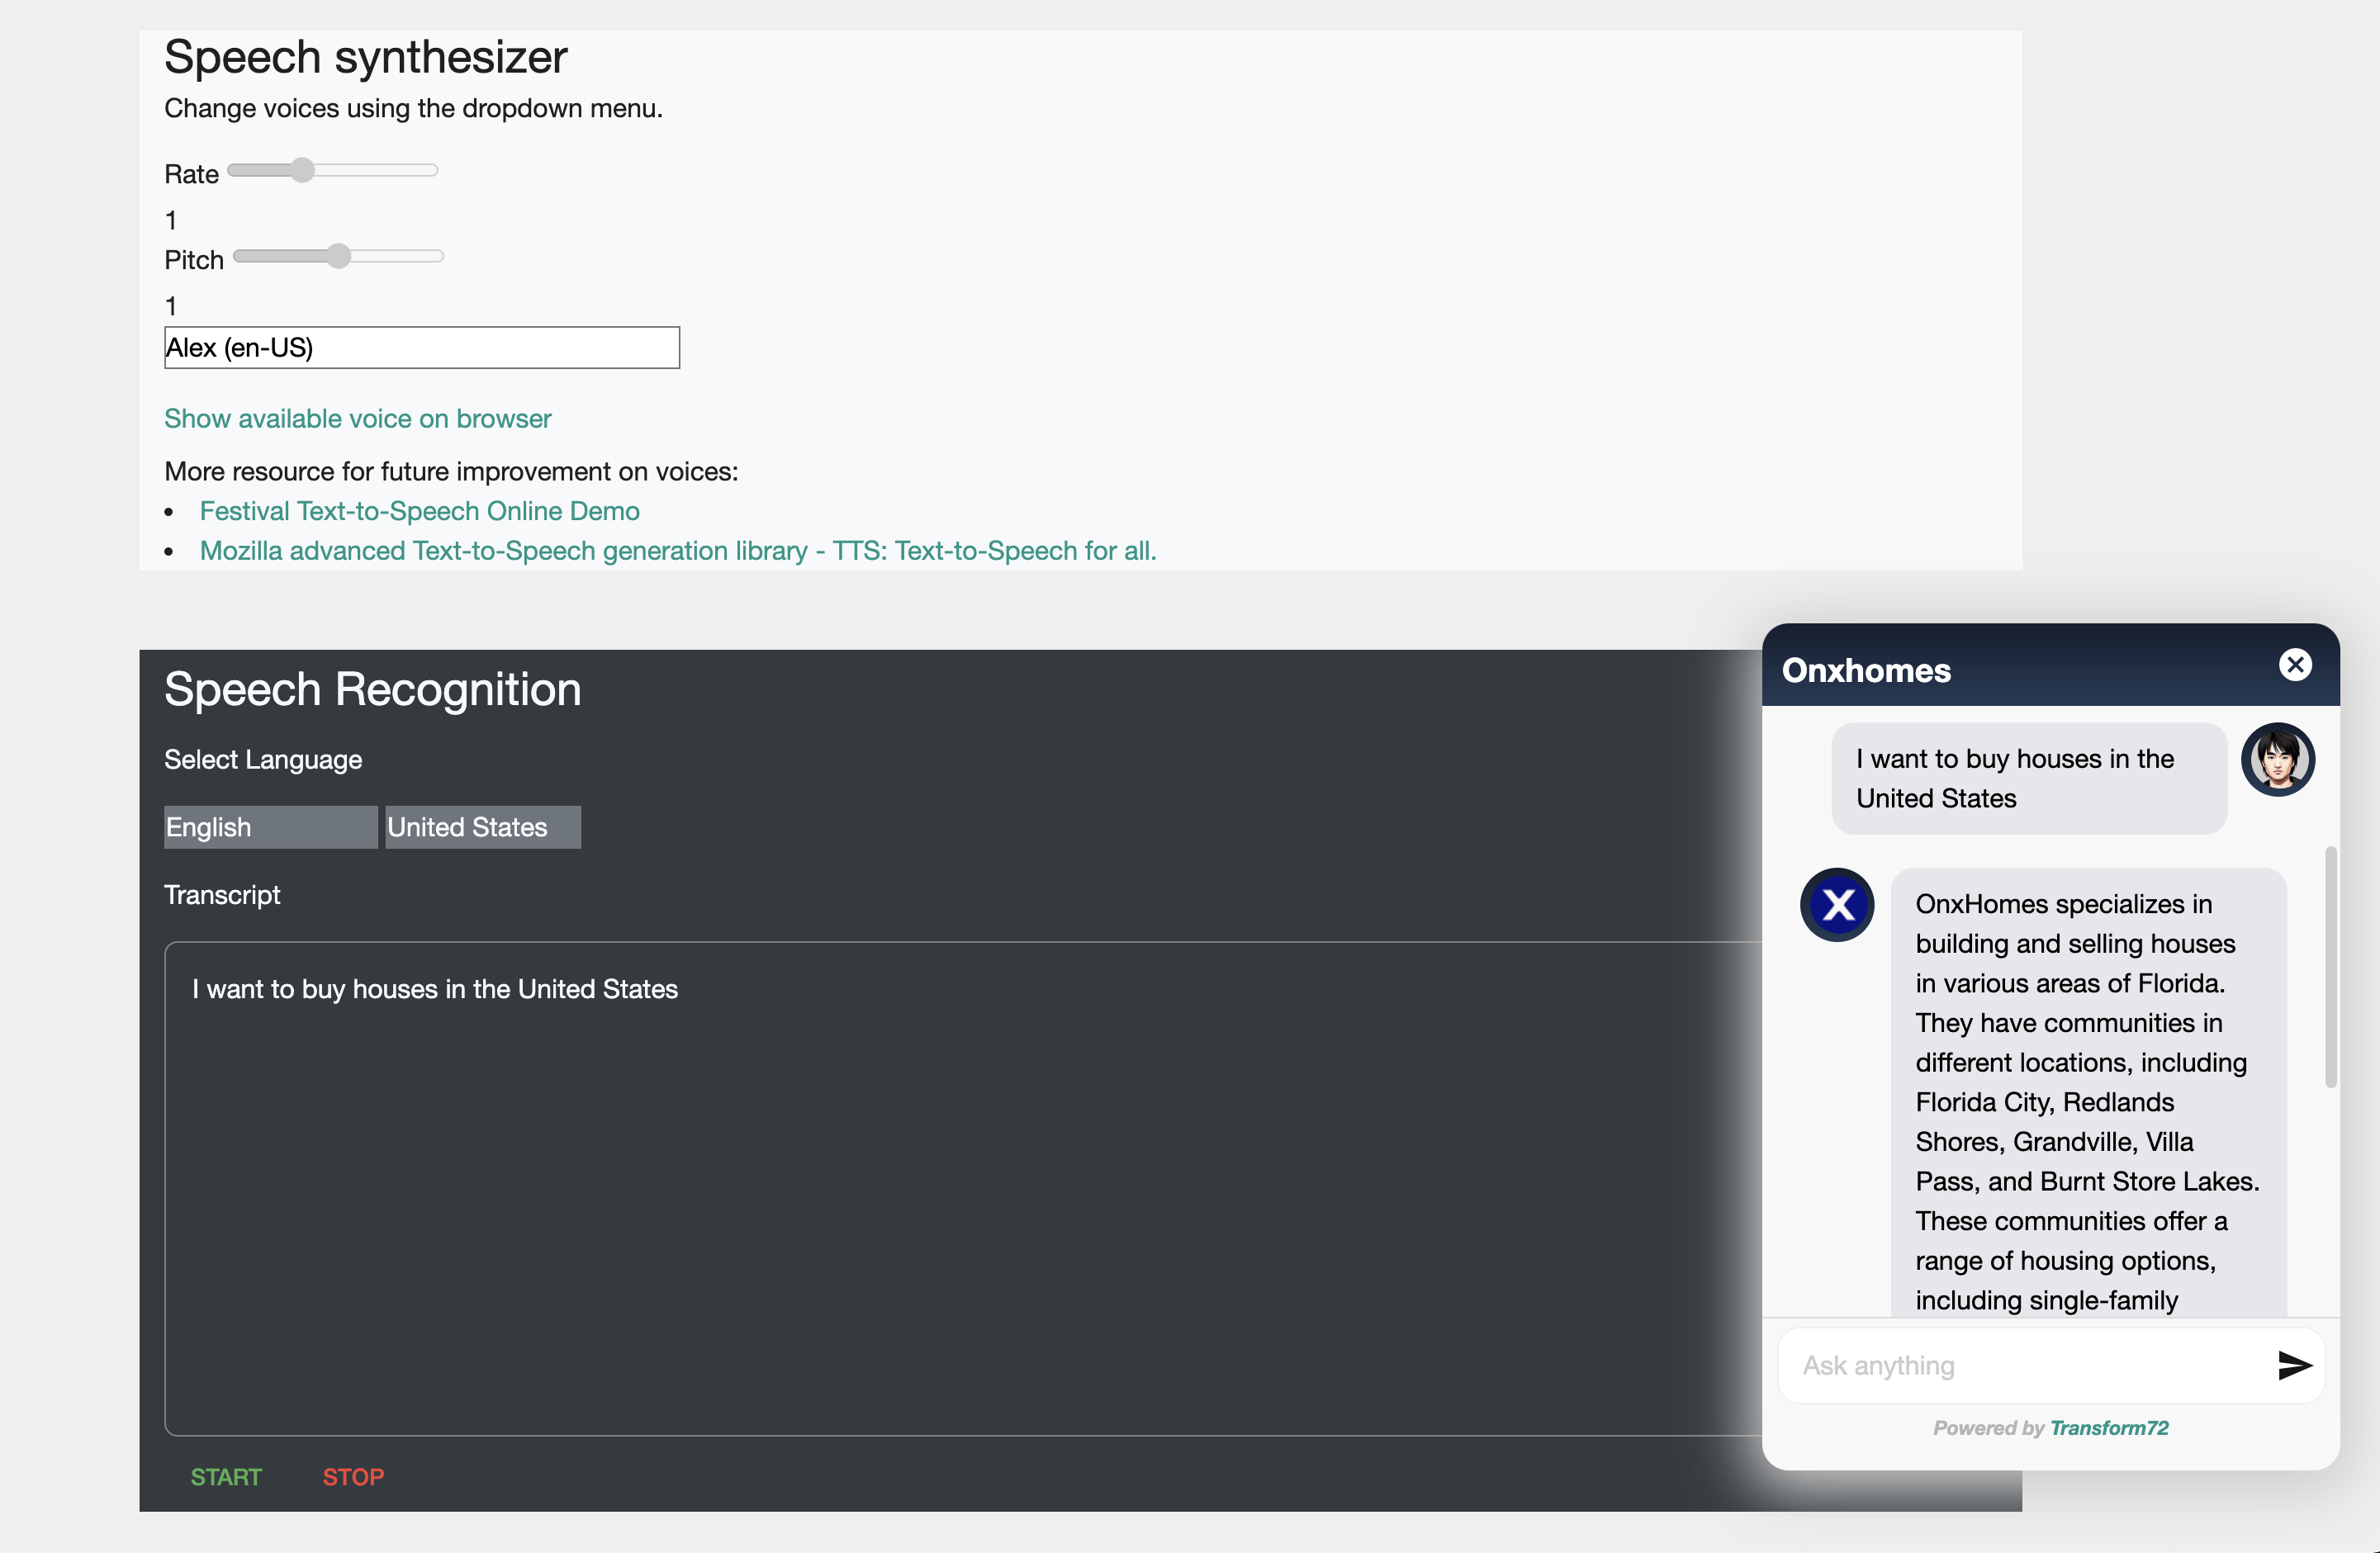 Speech synthesizer
Change voices using the dropdown menu.
Rate
1
Pitch
1
Alex (en-US)
Show available voice on browser
More resource for future improvement on voices:
• Festival Text-to-Speech Online Demo
• Mozilla advanced Text-to-Speech generation library - TTS: Text-to-Speech for all.
Speech Recognition
Select Language
English United States
Transcript
I want to buy houses in the United States
START STOP
Onxhomes
I want to buy houses in the
United States
X
OnxHomes specializes in
building and selling houses
in various areas of Florida.
They have communities in
different locations, including
Florida City, Redlands
Shores, Grandville, Villa
Pass, and Burnt Store Lakes.
These communities offer a
range of housing options,
including single-family
Ask anything
Powered by Transform72